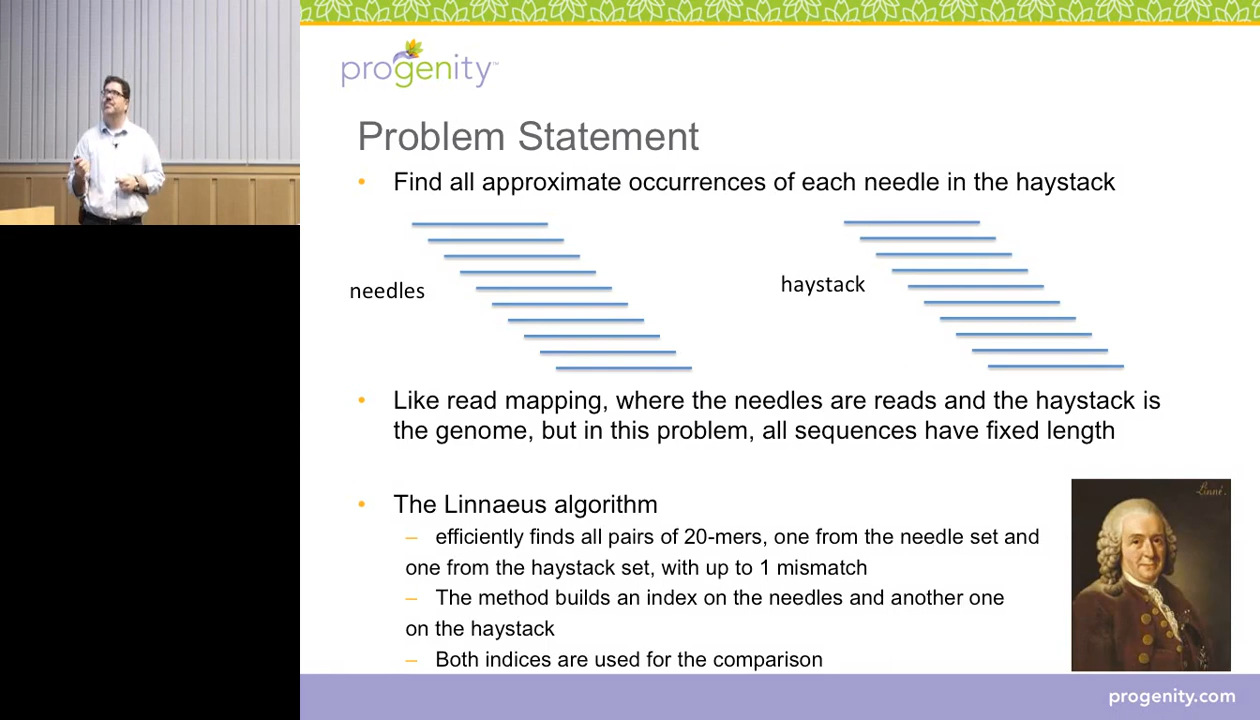 progenity™
Problem Statement
• Find all approximate occurrences of each needle in the haystack
needles
haystack
• Like read mapping, where the needles are reads and the haystack is
the genome, but in this problem, all sequences have fixed length
• The Linnaeus algorithm
– efficiently finds all pairs of 20-mers, one from the needle set and
one from the haystack set, with up to 1 mismatch
– The method builds an index on the needles and another one
on the haystack
– Both indices are used for the comparison
Linné.
progenity.com